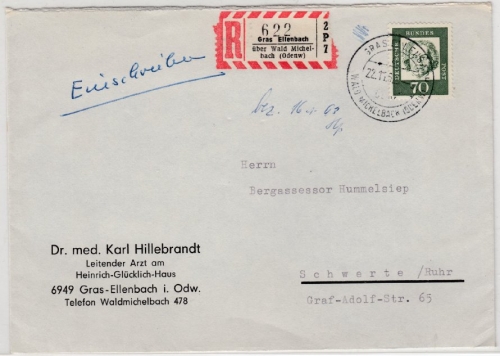 Einschreiben
R
622
2
P
7
Gras Ellenbach
über Wald Michel-
bach (Odenw)
DEUTSCHE
BUNDES
POST
70
Herrn
Bergassessor Hummelsiep
Schwerte /Ruhr
Graf-Adolf-Str. 65
Dr. med. Karl Hillebrandt
Leitender Arzt am
Heinrich-Glücklich-Haus
6949 Gras-Ellenbach i. Odw.
Telefon Waldmichelbach 478